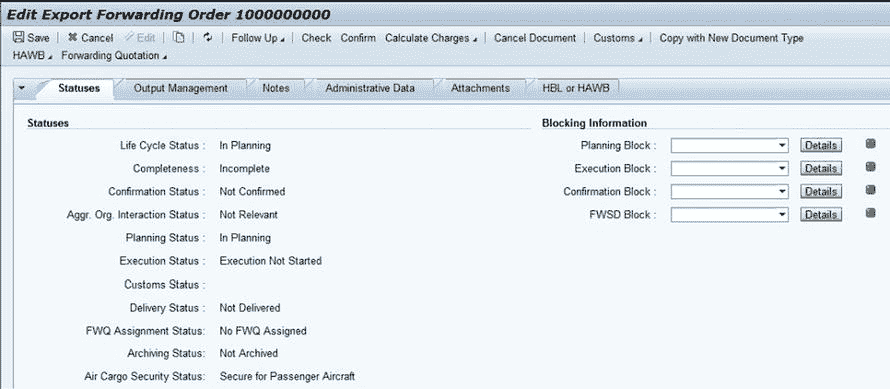 Edit Export Forwarding Order 1000000000
Save Cancel Edit Follow Up Check Confirm Calculate Charges Cancel Document Customs Copy with New Document Type
HAWB Forwarding Quotation
Statuses Output Management Notes Administrative Data Attachments HBL or HAWB
Statuses Blocking Information
Life Cycle Status : In Planning Planning Block : Details
Completeness : Incomplete Execution Block : Details
Confirmation Status : Not Confirmed Confirmation Block : Details
Aggr. Org. Interaction Status : Not Relevant FWSD Block : Details
Planning Status : In Planning
Execution Status : Execution Not Started
Customs Status :
Delivery Status : Not Delivered
FWQ Assignment Status: No FWQ Assigned
Archiving Status: Not Archived
Air Cargo Security Status: Secure for Passenger Aircraft